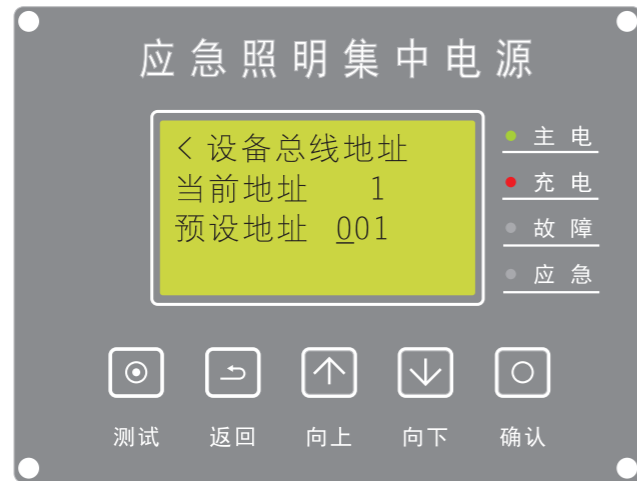 应急照明集中电源
< 设备总线地址
当前地址 1
预设地址 001
主电
充电
故障
应急
测试 返回 向上 向下 确认